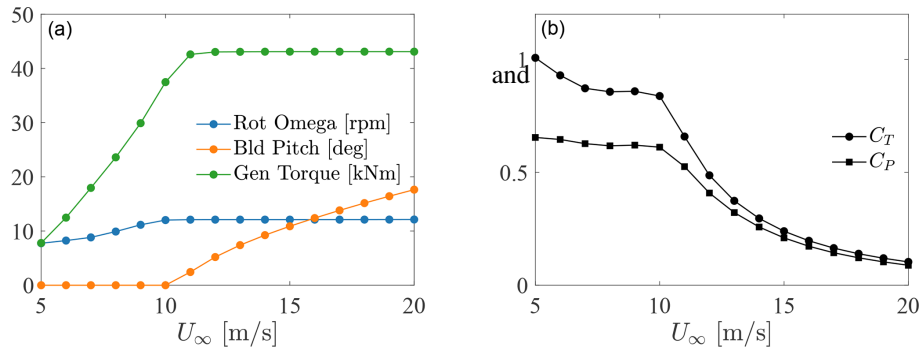 50
40
30
20
10
0
(a)
Rot Omega [rpm]
Bld Pitch [deg]
Gen Torque [kNm]
5
10
15
20
U∞ [m/s]
(b)
1
and
0.5
0
C_T
C_P
5
10
15
20
U∞ [m/s]